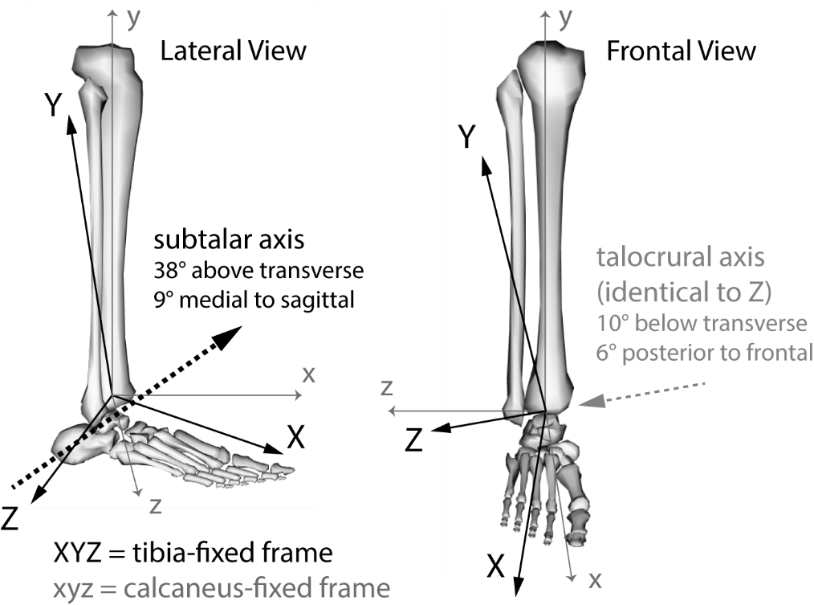 y
Lateral View
Y
subtalar axis
38° above transverse
9° medial to sagittal
x
X
z
Z
y
Frontal View
Y
talocrural axis
(identical to Z)
10° below transverse
6° posterior to frontal
z
Z
X
x
XYZ = tibia-fixed frame
xyz = calcaneus-fixed frame